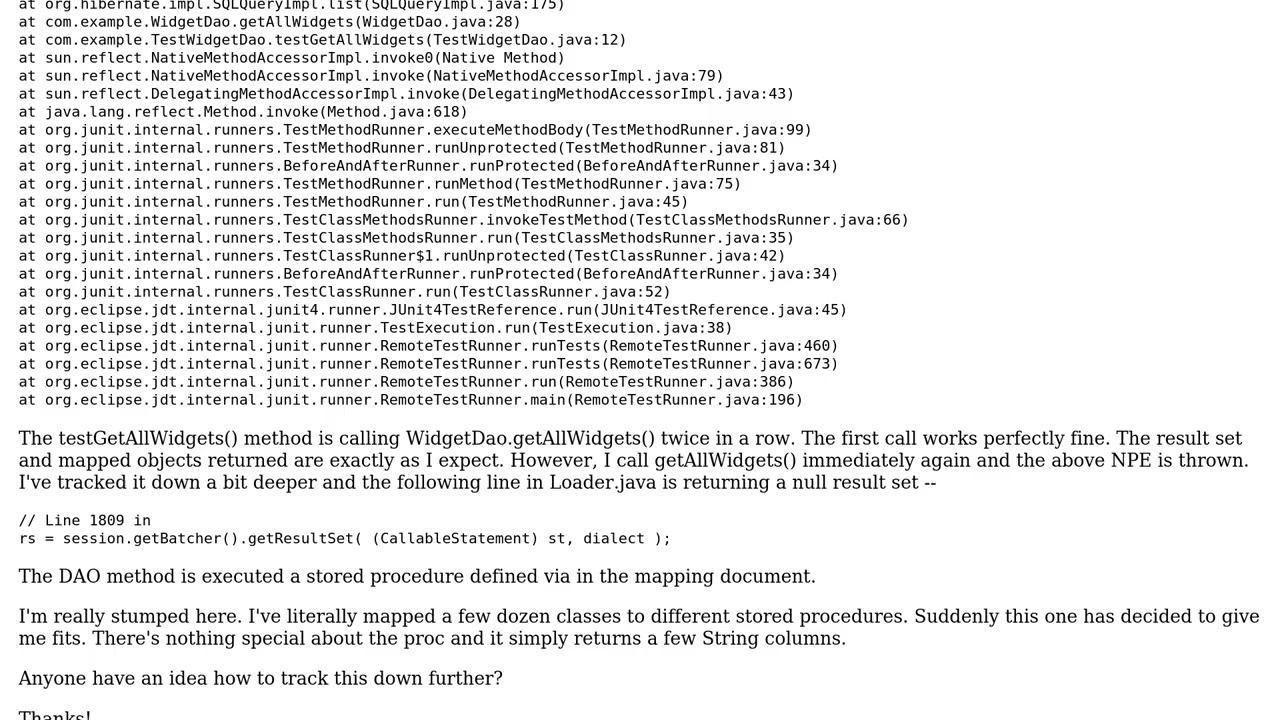 at org.hibernate.impl.SQLQueryImpl.list(SQLQueryImpl.java:175)
at com.example.WidgetDao.getAllWidgets(WidgetDao.java:28)
at com.example.TestWidgetDao.testGetAllWidgets(TestWidgetDao.java:12)
at sun.reflect.NativeMethodAccessorImpl.invoke0(Native Method)
at sun.reflect.NativeMethodAccessorImpl.invoke(NativeMethodAccessorImpl.java:79)
at sun.reflect.DelegatingMethodAccessorImpl.invoke(DelegatingMethodAccessorImpl.java:43)
at java.lang.reflect.Method.invoke(Method.java:618)
at org.junit.internal.runners.TestMethodRunner.executeMethodBody(TestMethodRunner.java:99)
at org.junit.internal.runners.TestMethodRunner.runUnprotected(TestMethodRunner.java:81)
at org.junit.internal.runners.BeforeAndAfterRunner.runProtected(BeforeAndAfterRunner.java:34)
at org.junit.internal.runners.TestMethodRunner.runMethod(TestMethodRunner.java:75)
at org.junit.internal.runners.TestMethodRunner.run(TestMethodRunner.java:45)
at org.junit.internal.runners.TestClassMethodsRunner.invokeTestMethod(TestClassMethodsRunner.java:66)
at org.junit.internal.runners.TestClassMethodsRunner.run(TestClassMethodsRunner.java:35)
at org.junit.internal.runners.TestClassRunner$1.runUnprotected(TestClassRunner.java:42)
at org.junit.internal.runners.BeforeAndAfterRunner.runProtected(BeforeAndAfterRunner.java:34)
at org.junit.internal.runners.TestClassRunner.run(TestClassRunner.java:52)
at org.eclipse.jdt.internal.junit4.runner.JUnit4TestReference.run(JUnit4TestReference.java:45)
at org.eclipse.jdt.internal.junit.runner.TestExecution.run(TestExecution.java:38)
at org.eclipse.jdt.internal.junit.runner.RemoteTestRunner.runTests(RemoteTestRunner.java:460)
at org.eclipse.jdt.internal.junit.runner.RemoteTestRunner.runTests(RemoteTestRunner.java:673)
at org.eclipse.jdt.internal.junit.runner.RemoteTestRunner.run(RemoteTestRunner.java:386)
at org.eclipse.jdt.internal.junit.runner.RemoteTestRunner.main(RemoteTestRunner.java:196)
The testGetAllWidgets() method is calling WidgetDao.getAllWidgets() twice in a row. The first call works perfectly fine. The result set
and mapped objects returned are exactly as I expect. However, I call getAllWidgets() immediately again and the above NPE is thrown.
I've tracked it down a bit deeper and the following line in Loader.java is returning a null result set --
// Line 1809 in
rs = session.getBatcher().getResultSet( (CallableStatement) st, dialect );
The DAO method is executed a stored procedure defined via in the mapping document.
I'm really stumped here. I've literally mapped a few dozen classes to different stored procedures. Suddenly this one has decided to give
me fits. There's nothing special about the proc and it simply returns a few String columns.
Anyone have an idea how to track this down further?
Thanks!